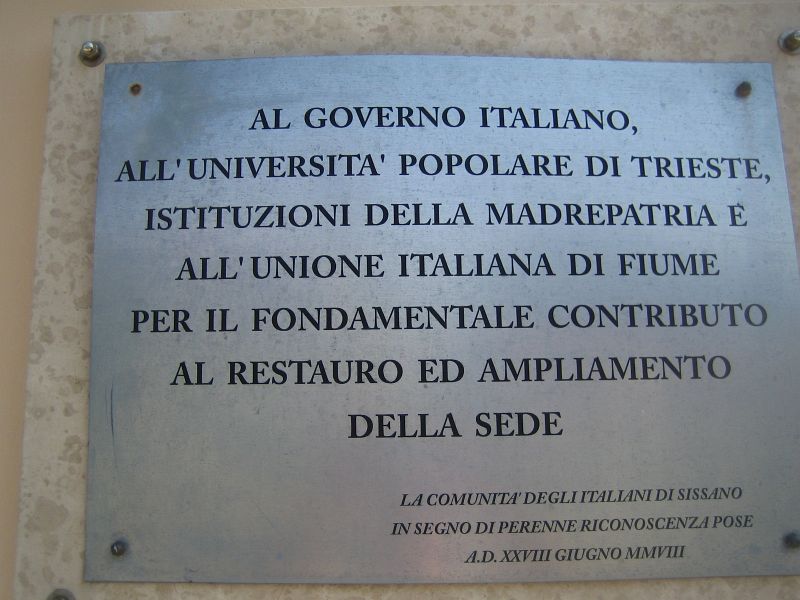 AL GOVERNO ITALIANO,
ALL'UNIVERSITA' POPOLARE DI TRIESTE,
ISTITUZIONI DELLA MADREPATRIA E
ALL'UNIONE ITALIANA DI FIUME
PER IL FONDAMENTALE CONTRIBUTO
AL RESTAURO ED AMPLIAMENTO
DELLA SEDE
LA COMUNITA' DEGLI ITALIANI DI SISSANO
IN SEGNO DI PERENNE RICONOSCENZA POSE
A.D. XXVIII GIUGNO MMVIII